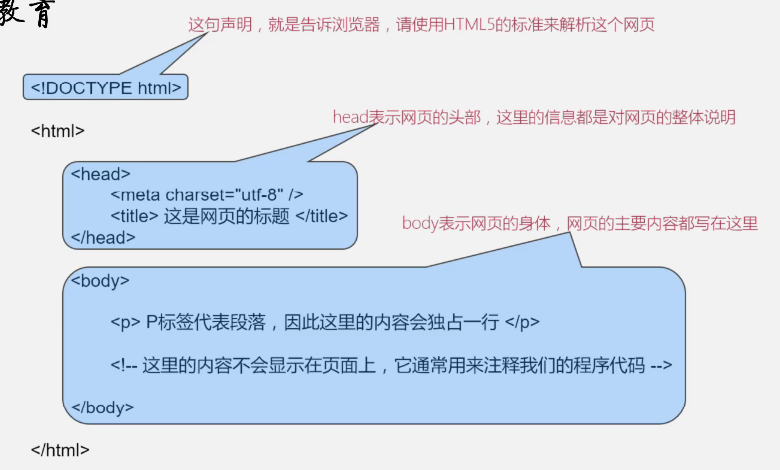 教育
这句声明，就是告诉浏览器，请使用HTML5的标准来解析这个网页
<!DOCTYPE html>
<html>
head表示网页的头部，这里的信息都是对网页的整体说明
<head>
<meta charset="utf-8" />
<title> 这是网页的标题 </title>
</head>
body表示网页的身体，网页的主要内容都写在这里
<body>
<p> P标签代表段落，因此这里的内容会独占一行 </p>
<!-- 这里的内容不会显示在页面上，它通常用来注释我们的程序代码 -->
</body>
</html>